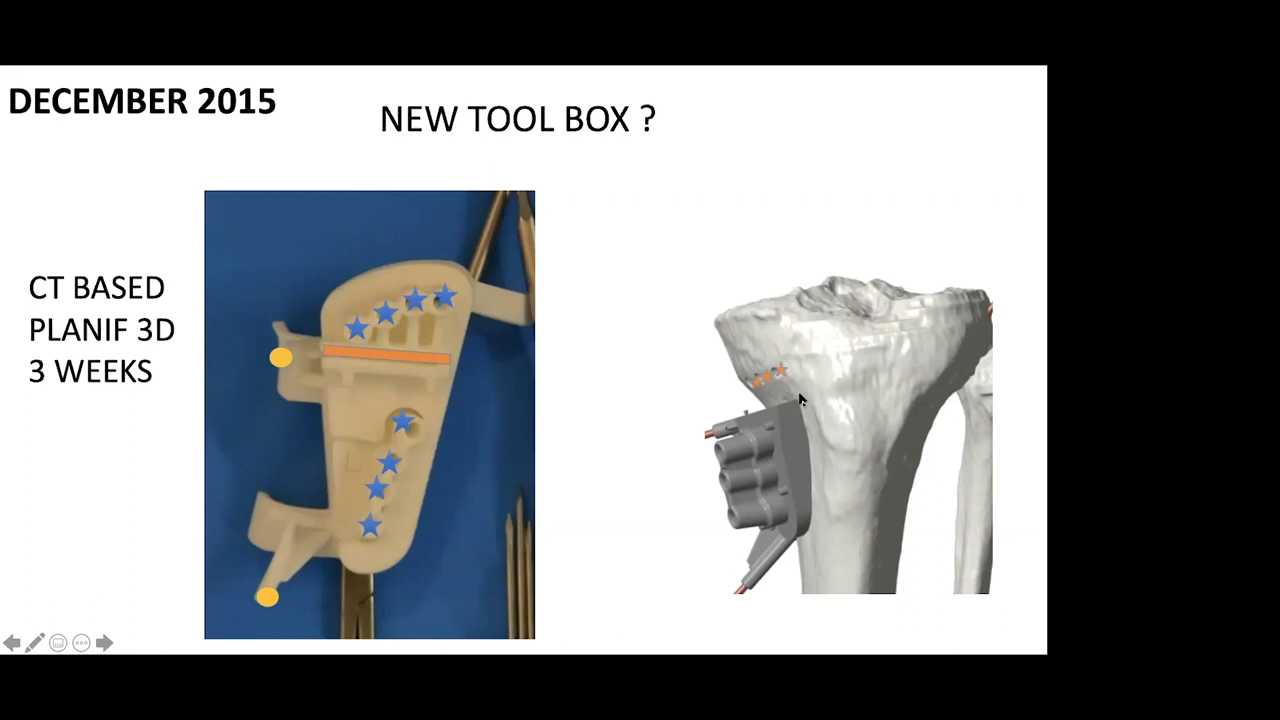 DECEMBER 2015
NEW TOOL BOX ?
CT BASED
PLANIF 3D
3 WEEKS